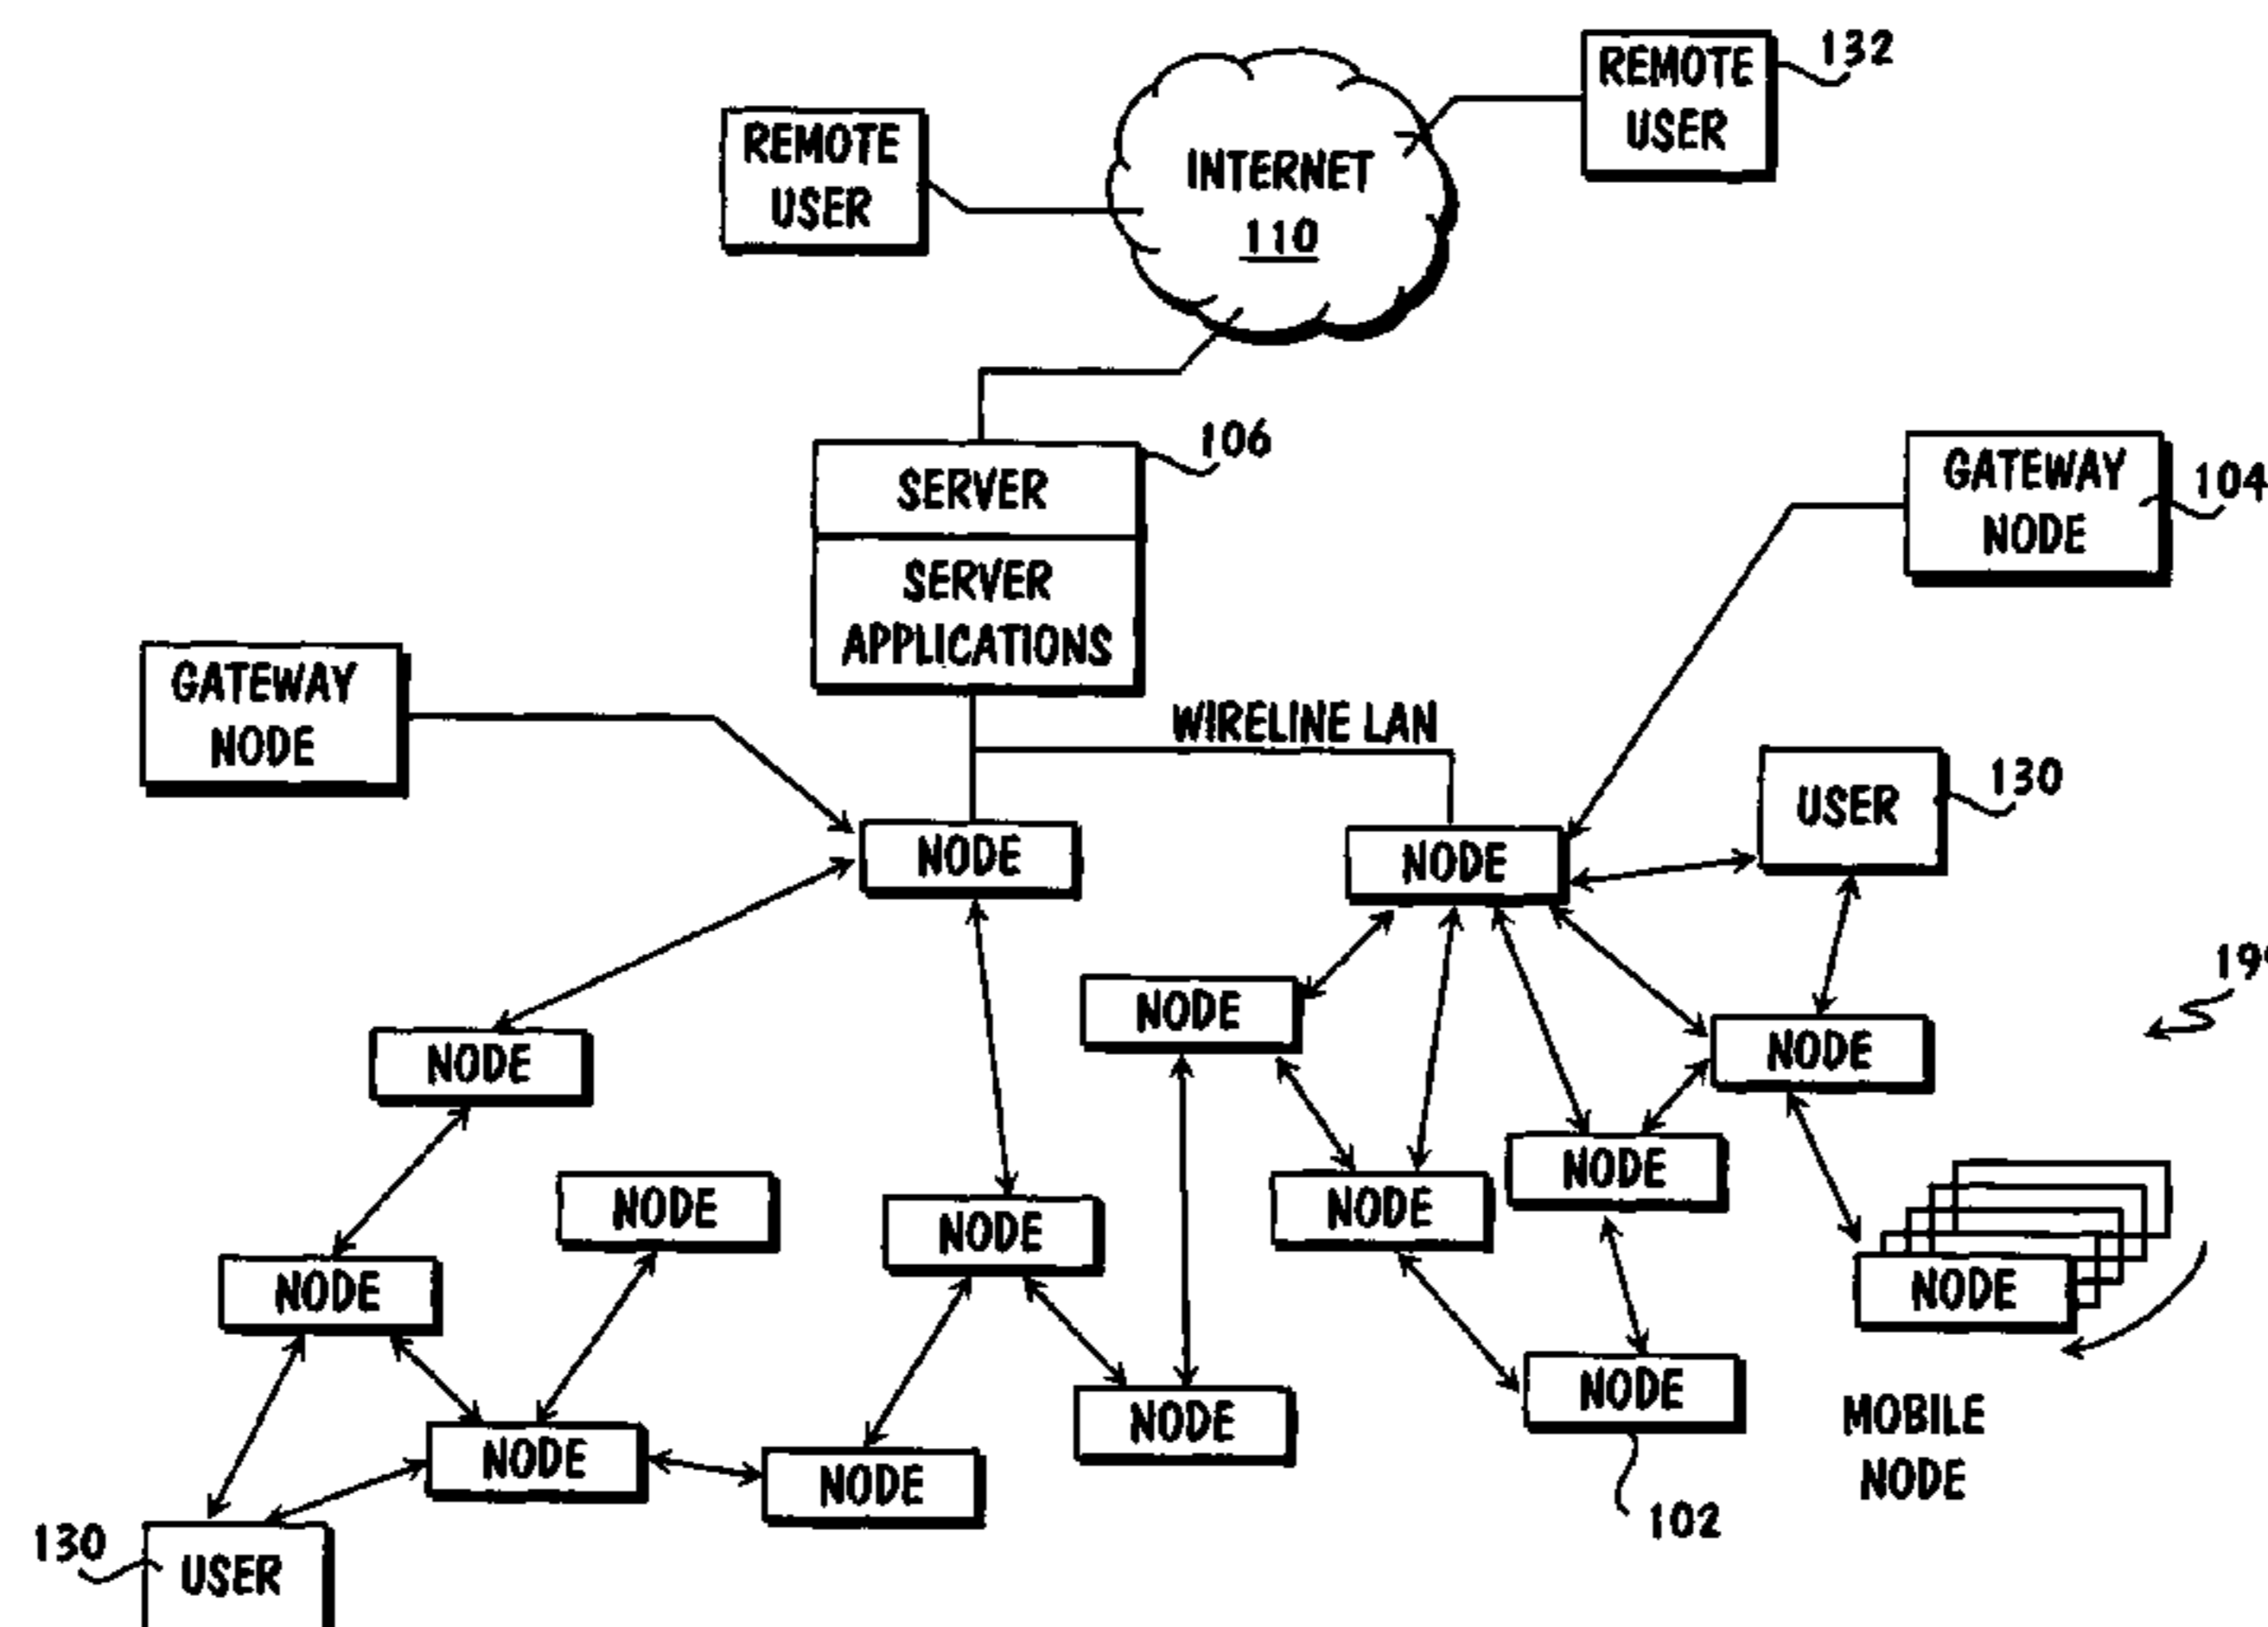 REMOTE
USER
132
REMOTE
USER
INTERNET
110
106
SERVER
SERVER
APPLICATIONS
GATEWAY
NODE
104
GATEWAY
NODE
WIRELINE LAN
USER
130
NODE
NODE
NODE
NODE
NODE
NODE
NODE
NODE
NODE
NODE
NODE
NODE
MOBILE
NODE
NODE
NODE
NODE
102
130
USER